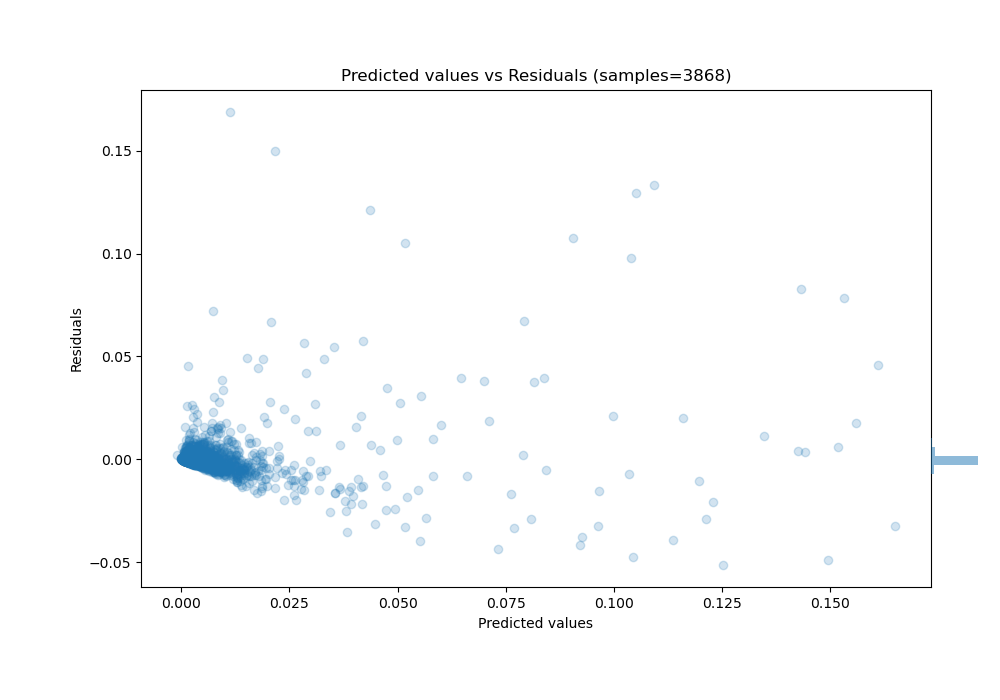 Predicted values vs Residuals (samples=3868)
0.15
0.10
0.05
0.00
−0.05
Residuals
0.000 0.025 0.050 0.075 0.100 0.125 0.150
Predicted values